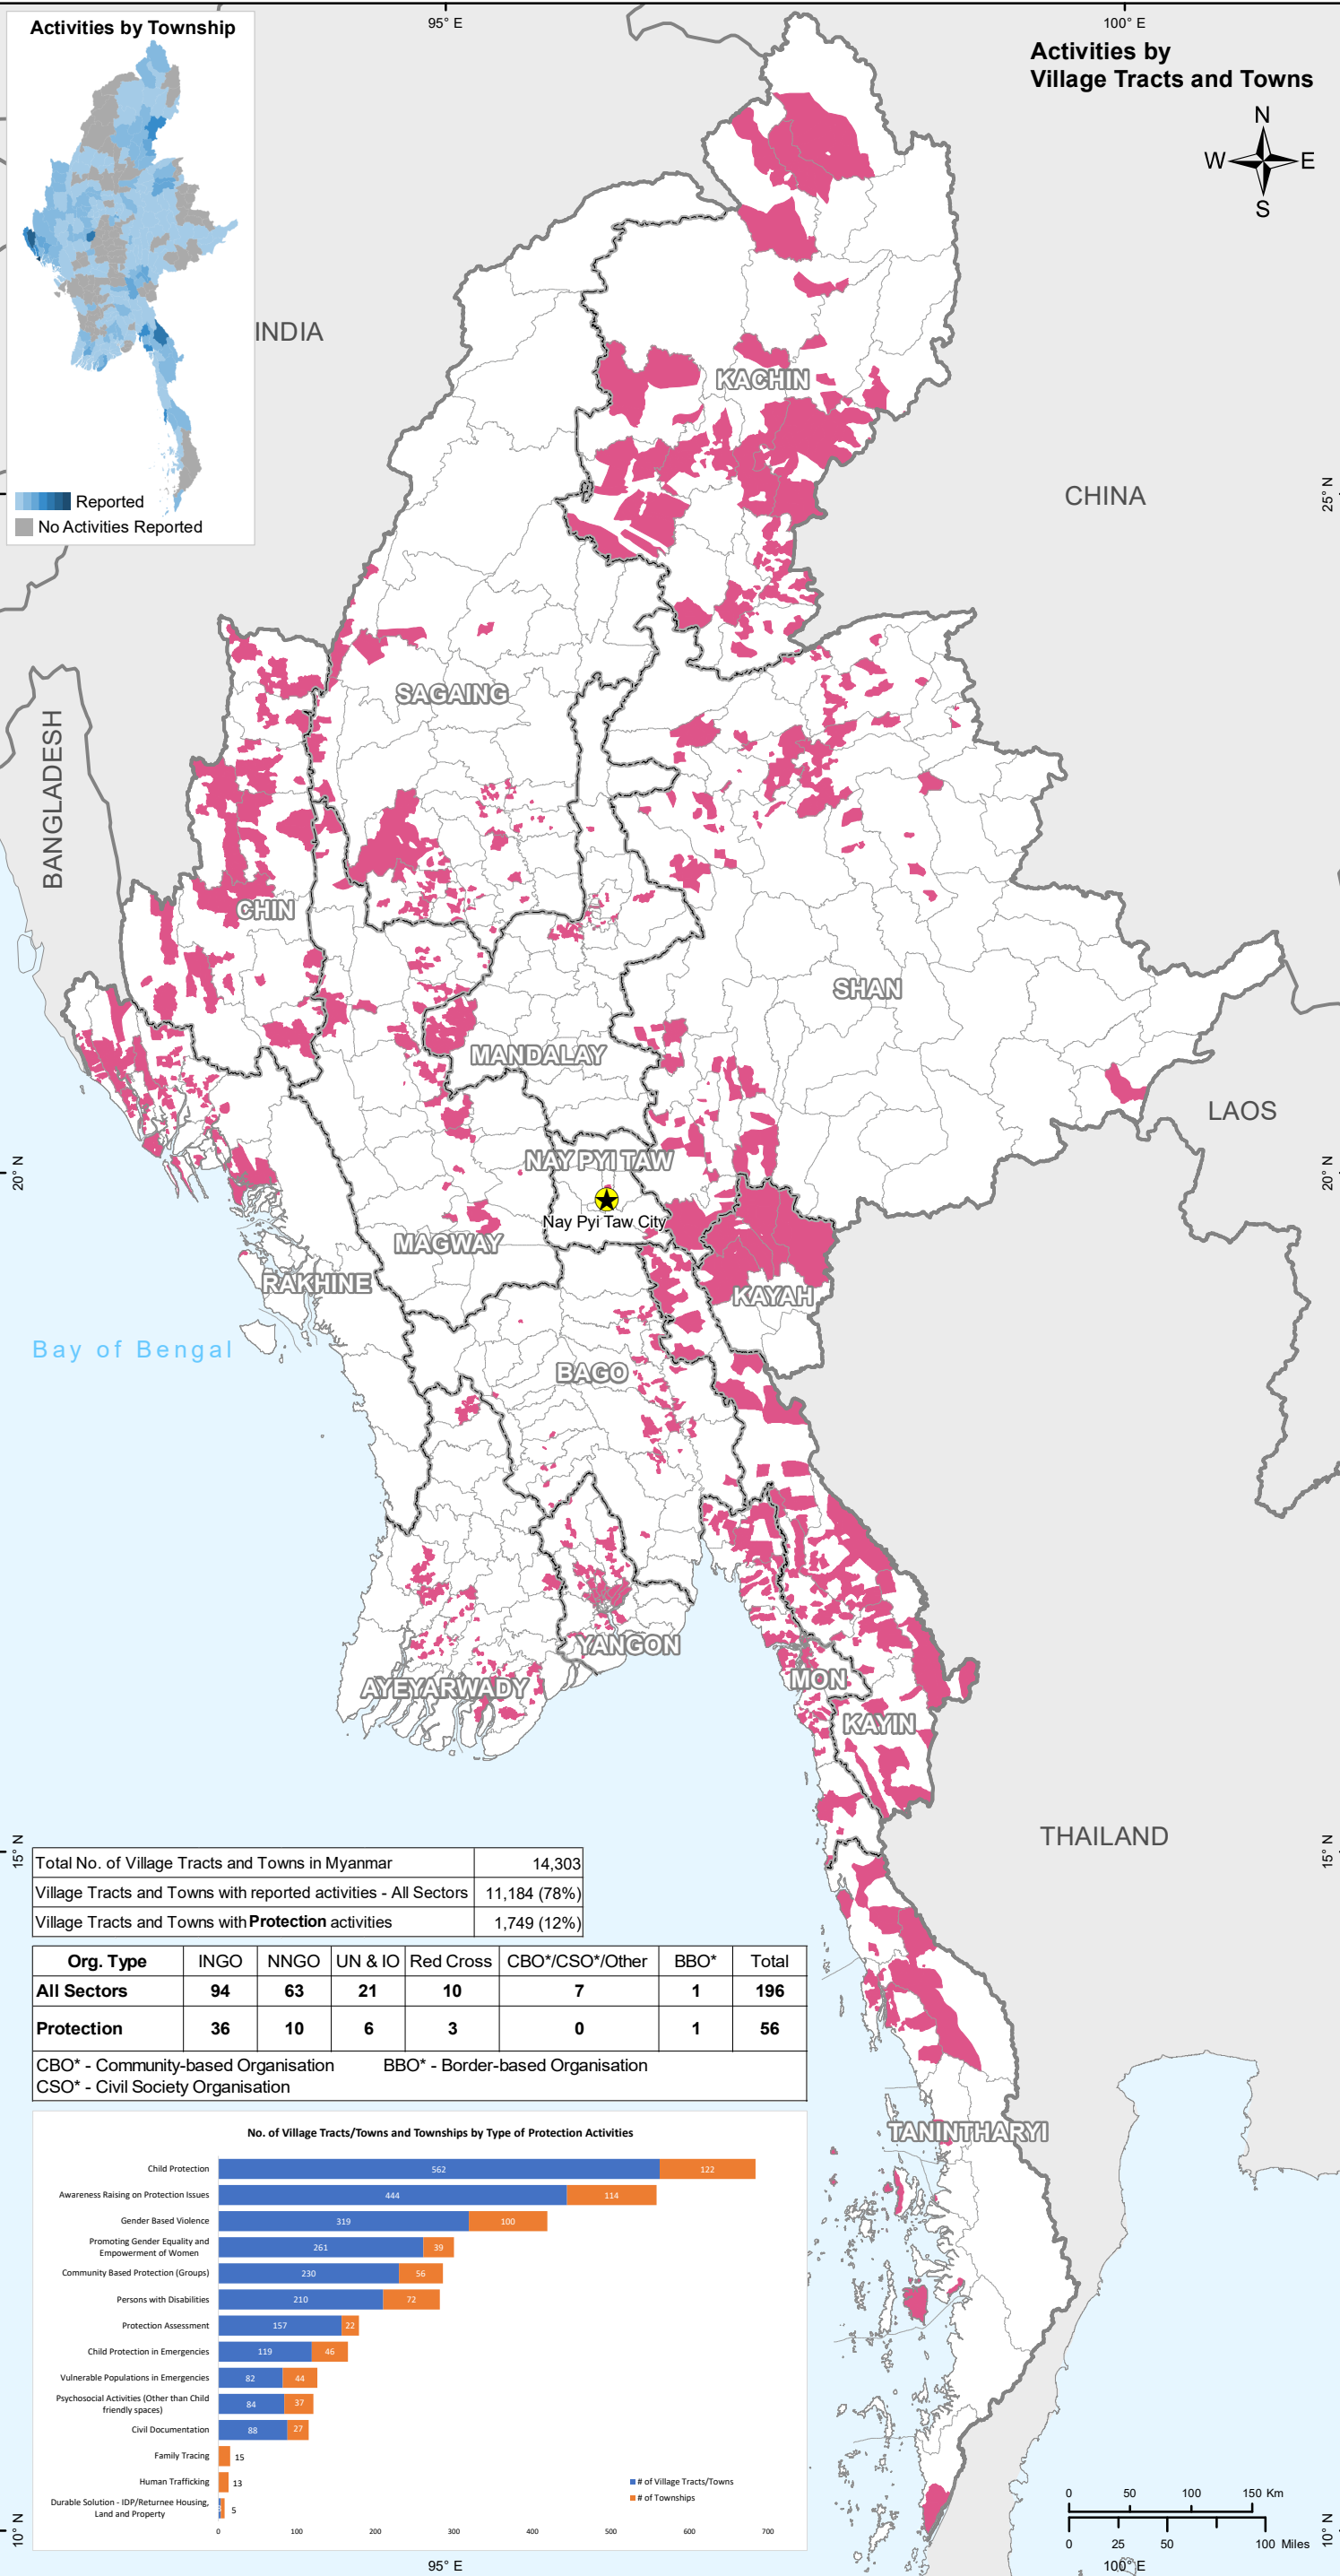 Activities by Township
Reported
No Activities Reported
95° E
100° E
Activities by
Village Tracts and Towns
N
W
E
S
INDIA
CHINA
25° N
BANGLADESH
KACHIN
SAGAING
CHIN
SHAN
MANDALAY
LAOS
20° N
20° N
NAY PYI TAW
Nay Pyi Taw City
MAGWAY
RAKHINE
KAYAH
Bay of Bengal
BAGO
YANGON
AYEYARWADY
MON
KAYIN
THAILAND
15° N
15° N
TANINTHARYI
Total No. of Village Tracts and Towns in Myanmar 14,303
Village Tracts and Towns with reported activities - All Sectors 11,184 (78%)
Village Tracts and Towns with Protection activities 1,749 (12%)
Org. Type INGO NNGO UN & IO Red Cross CBO*/CSO*/Other BBO* Total
All Sectors 94 63 21 10 7 1 196
Protection 36 10 6 3 0 1 56
CBO* - Community-based Organisation BBO* - Border-based Organisation
CSO* - Civil Society Organisation
No. of Village Tracts/Towns and Townships by Type of Protection Activities
Child Protection 562 122
Awareness Raising on Protection Issues 444 114
Gender Based Violence 319 100
Promoting Gender Equality and
Empowerment of Women 261 39
Community Based Protection (Groups) 230 56
Persons with Disabilities 210 72
Protection Assessment 157 22
Child Protection in Emergencies 119 46
Vulnerable Populations in Emergencies 82 44
Psychosocial Activities (Other than Child
friendly spaces) 84 37
Civil Documentation 88 27
Family Tracing 15
Human Trafficking 13
Durable Solution - IDP/Returnee Housing,
Land and Property 5
# of Village Tracts/Towns
# of Townships
0 100 200 300 400 500 600 700
0 50 100 150 Km
0 25 50 100 Miles
10° N
10° N
95° E
100° E